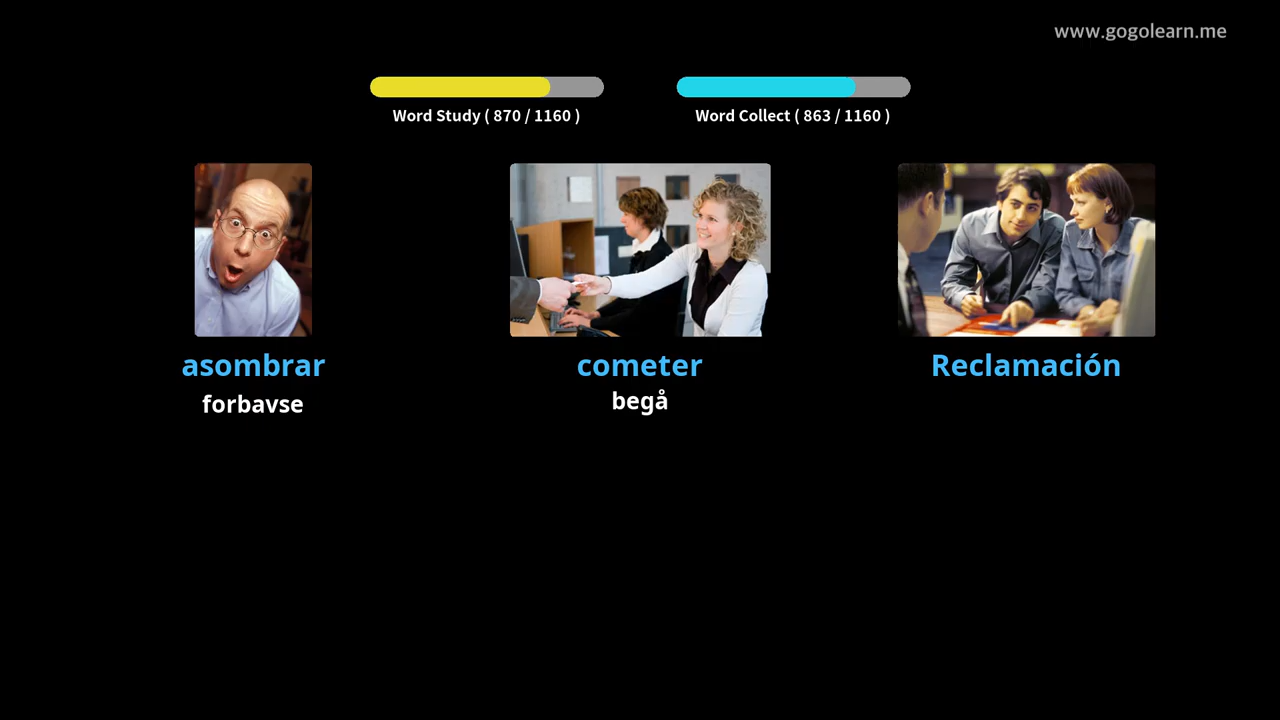 www.gogolearn.me
Word Study ( 870 / 1160 )
Word Collect ( 863 / 1160 )
asombrar
forbavse
cometer
begå
Reclamación